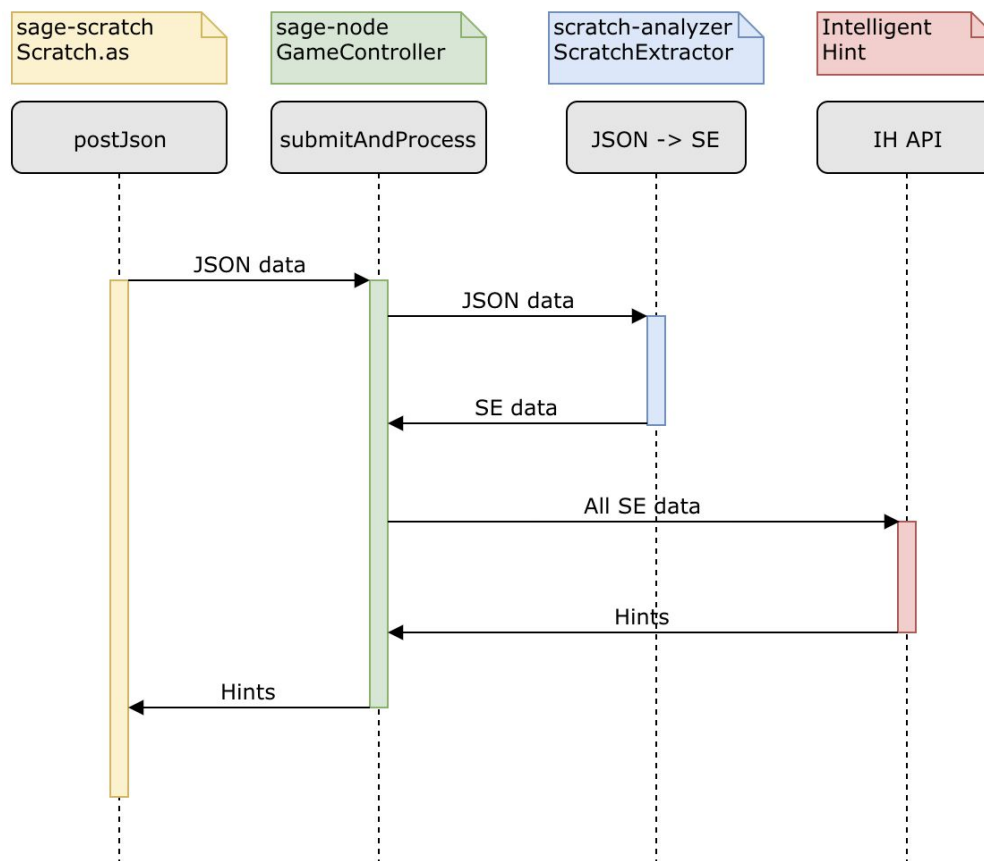 sage-scratch
Scratch.as
sage-node
GameController
scratch-analyzer
ScratchExtractor
Intelligent
Hint
postJson
submitAndProcess
JSON -> SE
IH API
JSON data
JSON data
SE data
All SE data
Hints
Hints